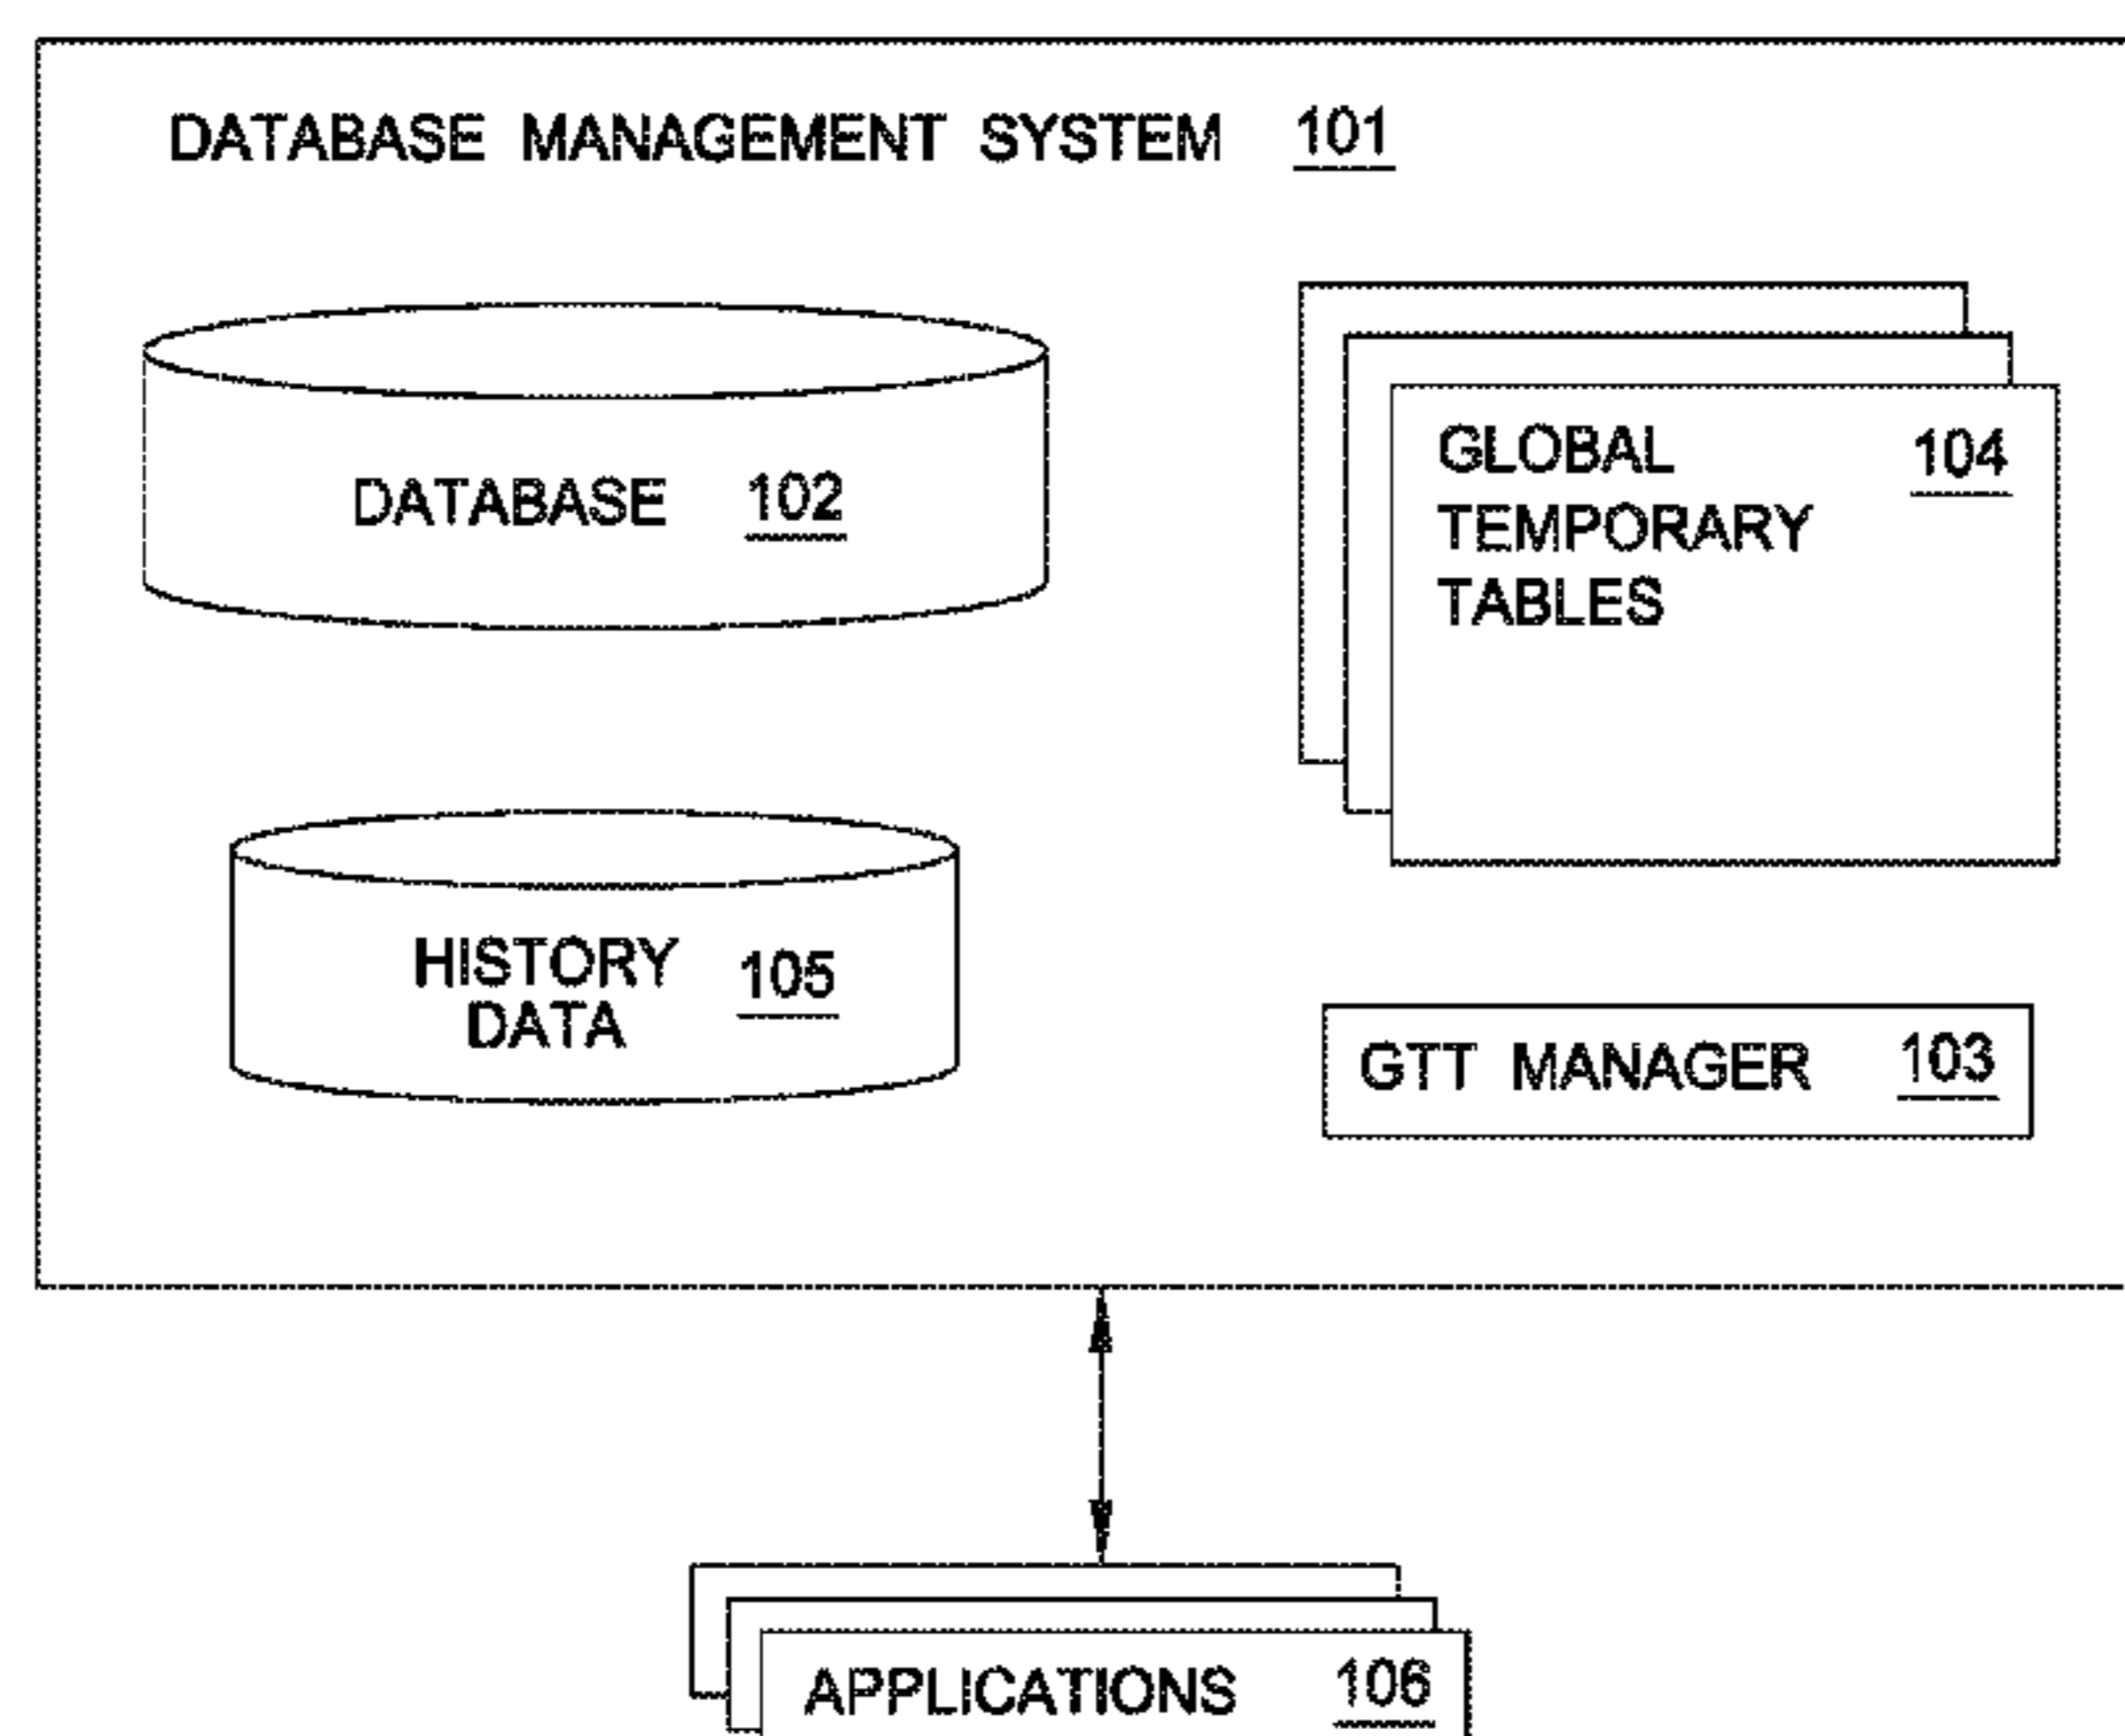 DATABASE MANAGEMENT SYSTEM 101
DATABASE 102
GLOBAL 104
TEMPORARY
TABLES
HISTORY 105
DATA
GTT MANAGER 103
APPLICATIONS 106